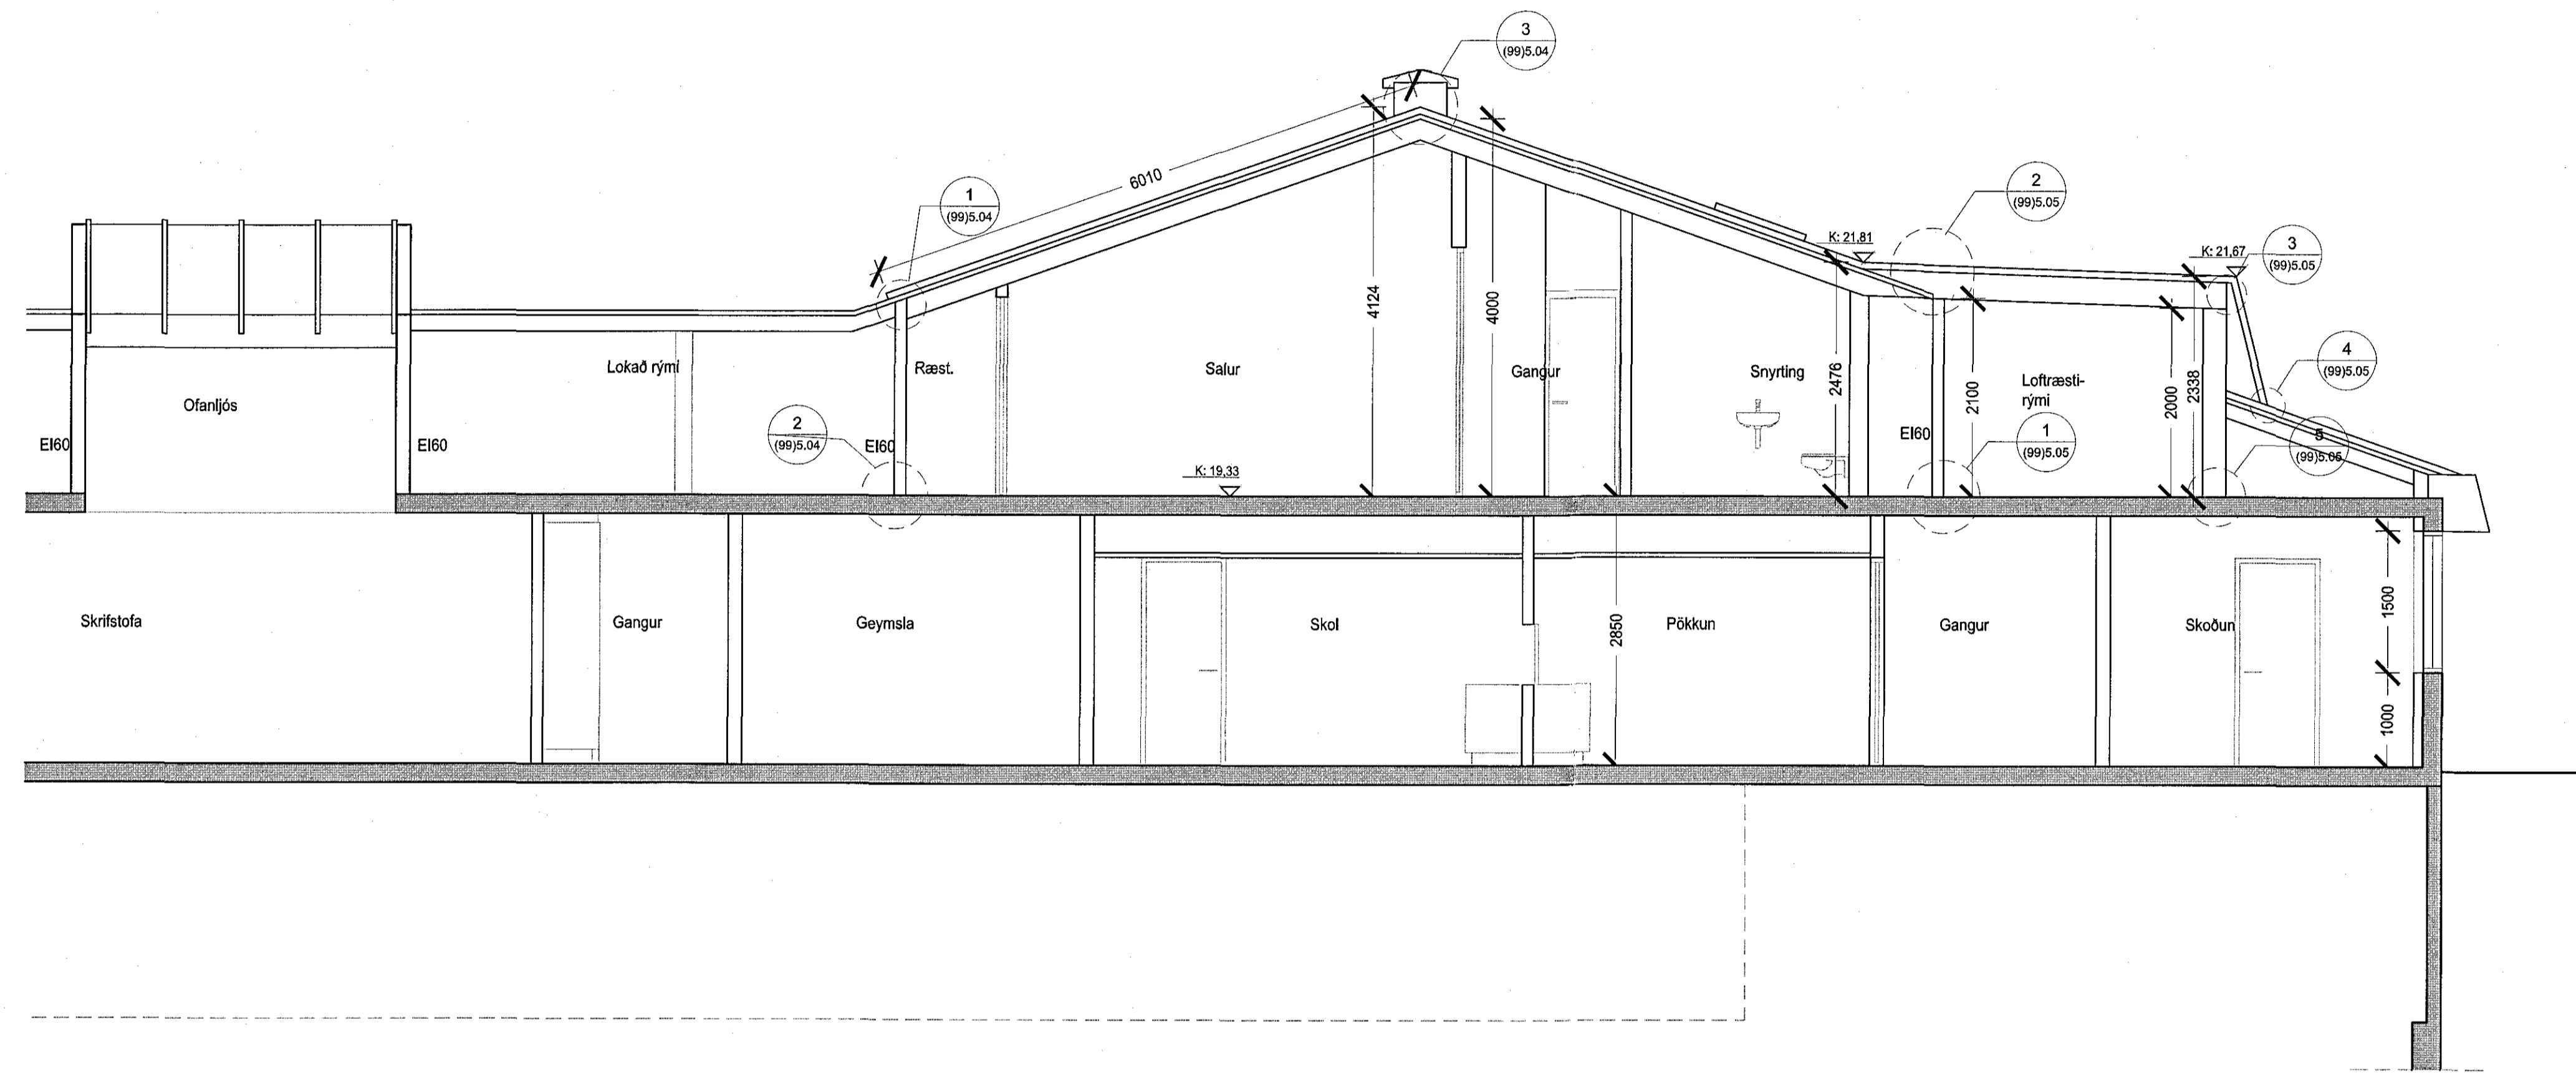 3
(99)5.04
6010
1
(99)5.04
2
(99)5.05
K: 21,81
K: 21,67
3
(99)5.05
4124
4000
Lokað rými
Ræst.
Salur
Gangur
Snyrting
2476
2100
Loftræsti-
rými
2000
2338
4
(99)5.05
Ofanljós
EI60
EI60
2
(99)5.04
EI60
EI60
1
(99)5.05
5
(99)5.05
K: 19,33
Skrifstofa
Gangur
Geymsla
Skol
2850
Pökkun
Gangur
Skoðun
1500
1000